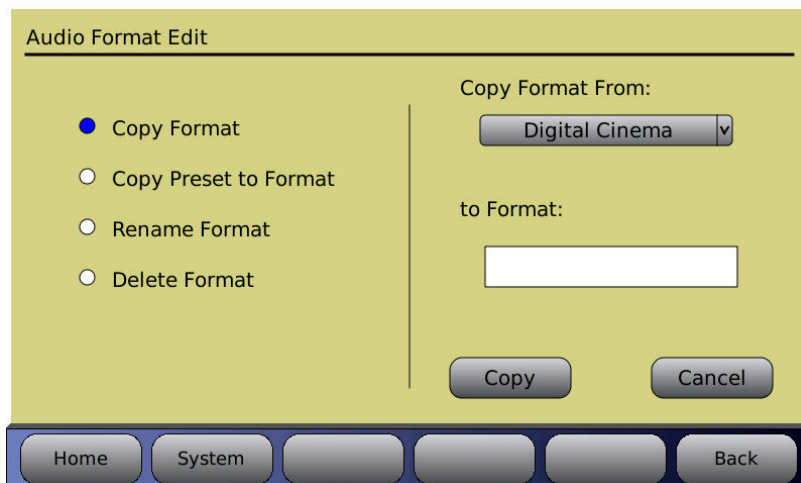 Audio Format Edit
Copy Format
Copy Preset to Format
Rename Format
Delete Format
Copy Format From:
Digital Cinema
to Format:
Copy
Cancel
Home
System
Back